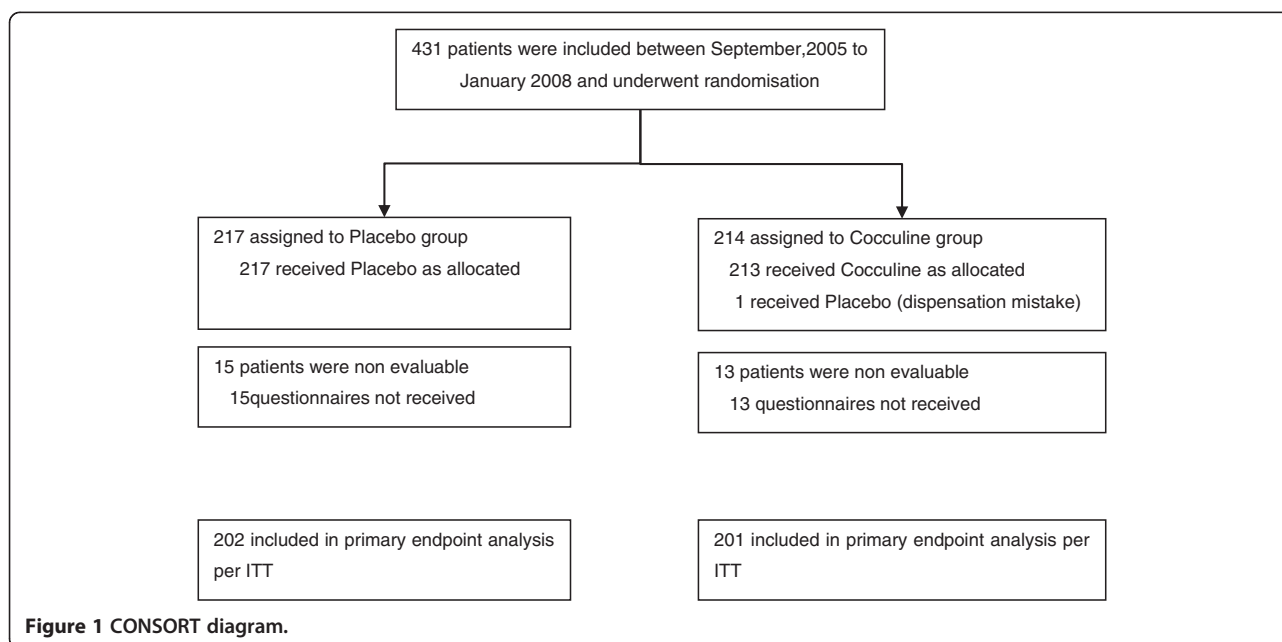 431 patients were included between September,2005 to
January 2008 and underwent randomisation
217 assigned to Placebo group
217 received Placebo as allocated
214 assigned to Cocculine group
213 received Cocculine as allocated
1 received Placebo (dispensation mistake)
15 patients were non evaluable
15questionnaires not received
13 patients were non evaluable
13 questionnaires not received
202 included in primary endpoint analysis
per ITT
201 included in primary endpoint analysis per
ITT
Figure 1 CONSORT diagram.